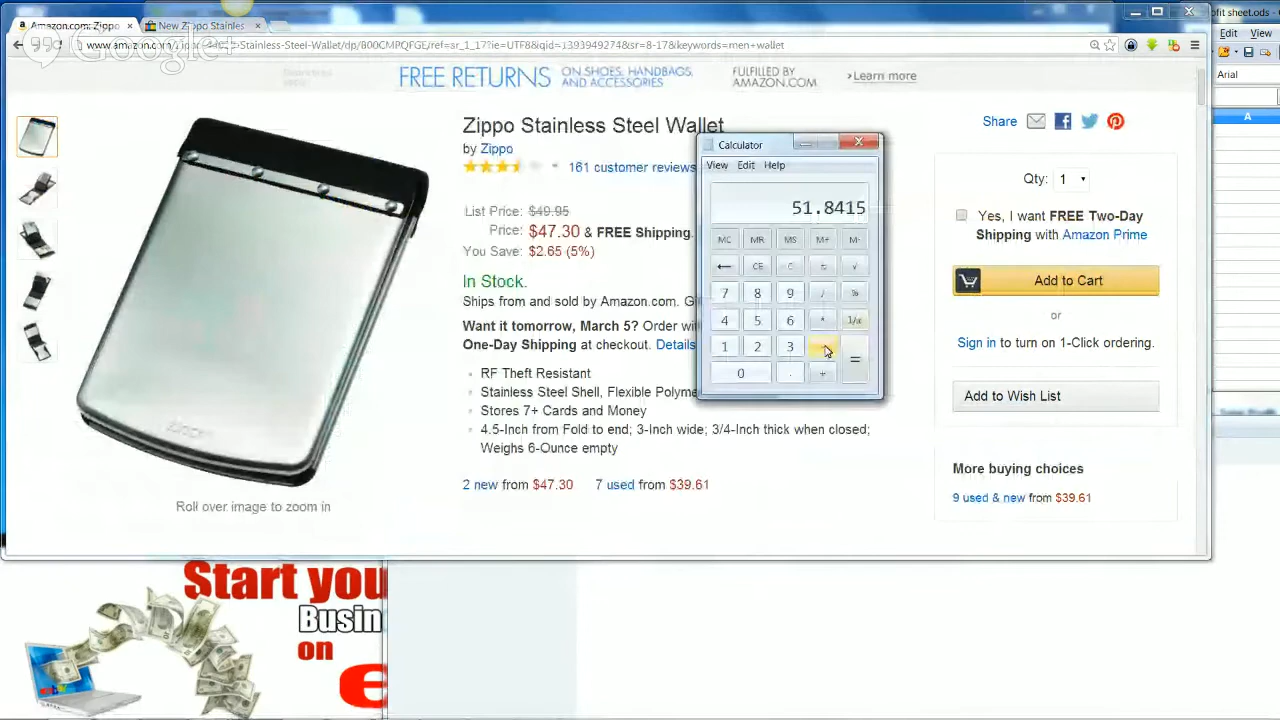 Amazon.com: Zippo
New Zippo Stainles
Google+
FREE RETURNS
ON SHOES, HANDBAGS,
AND ACCESSORIES
FULFILLED BY
AMAZON.COM
›Learn more
Zippo Stainless Steel Wallet
by Zippo
161 customer reviews
List Price: $49.95
Price: $47.30 & FREE Shipping.
You Save: $2.65 (5%)
In Stock.
Ships from and sold by Amazon.com.
Want it tomorrow, March 5? Order
One-Day Shipping at checkout. Details
RF Theft Resistant
Stainless Steel Shell, Flexible
Stores 7+ Cards and Money
4.5-Inch from Fold to end; 3-Inch wide; 3/4-Inch thick when closed;
Weighs 6-Ounce empty
2 new from $47.30 7 used from $39.61
Roll over image to zoom in
Calculator
View Edit Help
51.8415
MC MR MS M+ M-
← CE C ± √
7 8 9 / %
4 5 6 * 1/x
1 2 3 - =
0 . +
Share
Qty: 1
Yes, I want FREE Two-Day
Shipping with Amazon Prime
Add to Cart
or
Sign in to turn on 1-Click ordering.
Add to Wish List
More buying choices
9 used & new from $39.61
ofit sheet.ods
Edit View
Arial
A
Start you
Busin
on
e